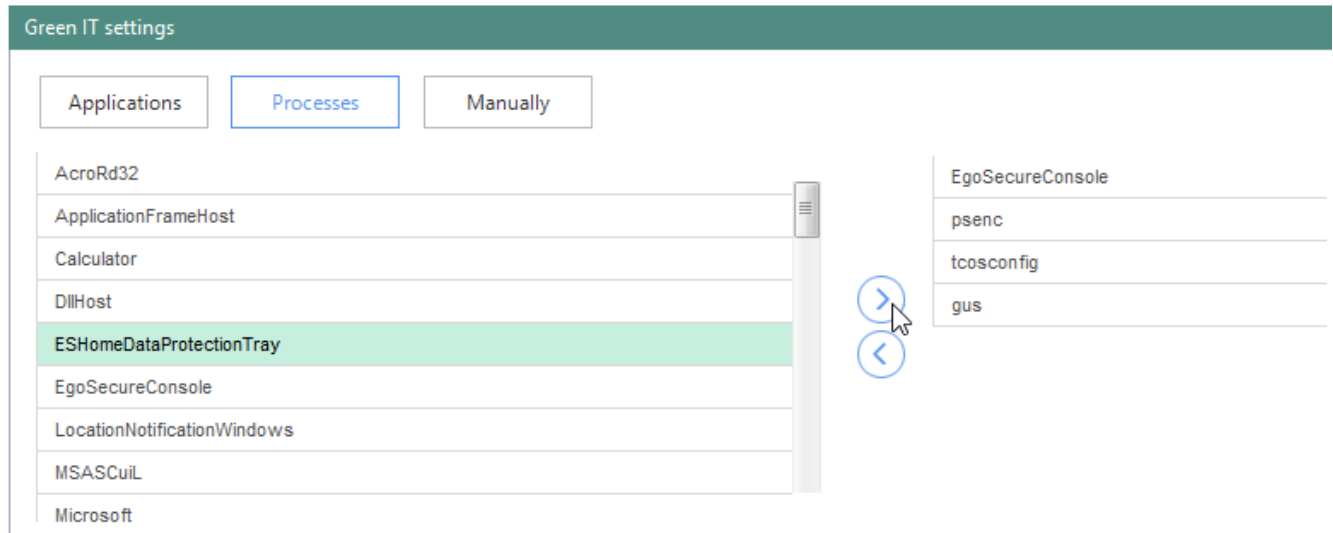 Green IT settings
Applications
Processes
Manually
AcroRd32
ApplicationFrameHost
Calculator
DllHost
ESHomeDataProtectionTray
EgoSecureConsole
LocationNotificationWindows
MSASCuiL
Microsoft
EgoSecureConsole
psenc
tcosconfig
gus